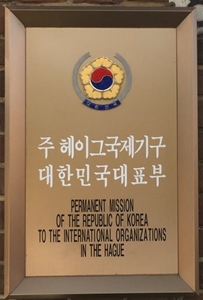 주 헤이그국제기구
대한민국대표부
PERMANENT MISSION
OF THE REPUBLIC OF KOREA
TO THE INTERNATIONAL ORGANIZATIONS
IN THE HAGUE